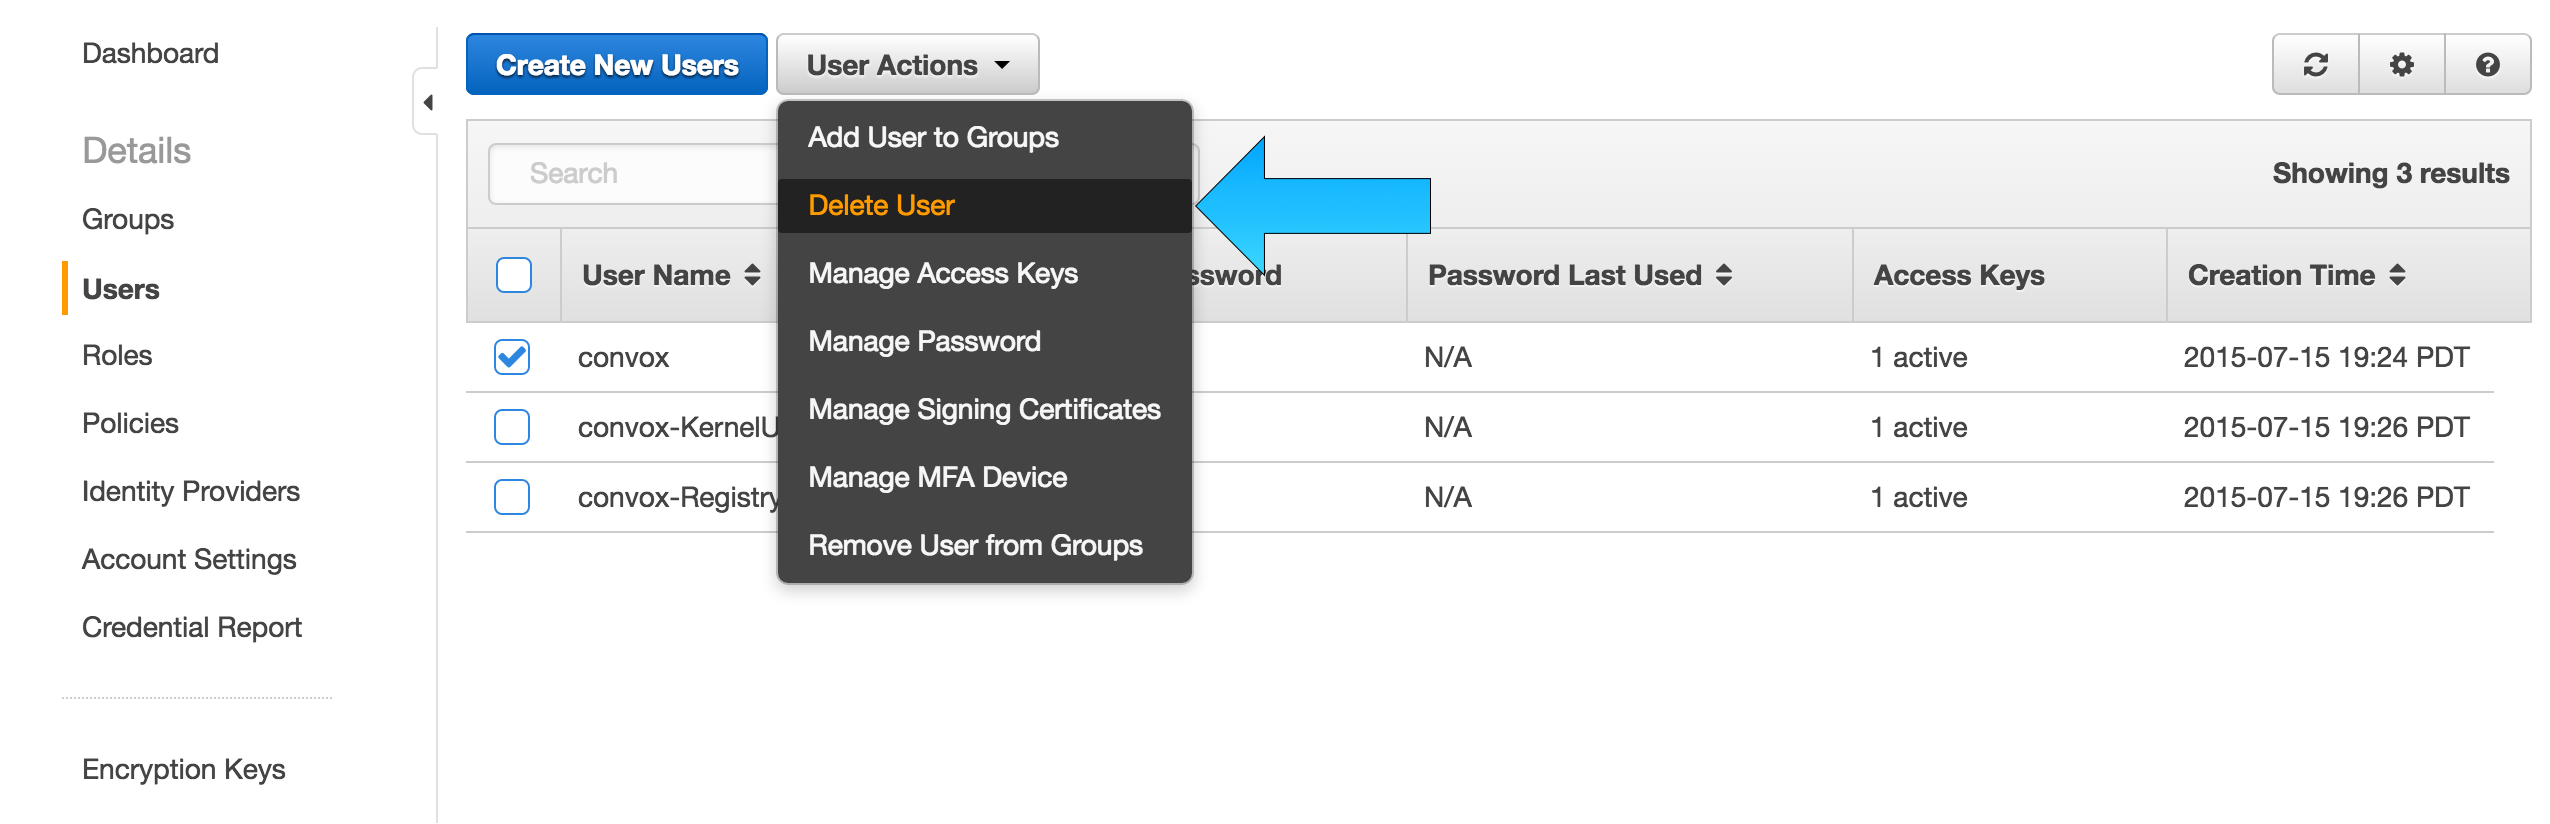 Dashboard
Details
Groups
Users
Roles
Policies
Identity Providers
Account Settings
Credential Report
Encryption Keys
Create New Users
User Actions
Add User to Groups
Delete User
Manage Access Keys
Manage Password
Manage Signing Certificates
Manage MFA Device
Remove User from Groups
Search
Showing 3 results
User Name ssword Password Last Used Access Keys Creation Time
convox N/A 1 active 2015-07-15 19:24 PDT
convox-KernelU N/A 1 active 2015-07-15 19:26 PDT
convox-Registry N/A 1 active 2015-07-15 19:26 PDT